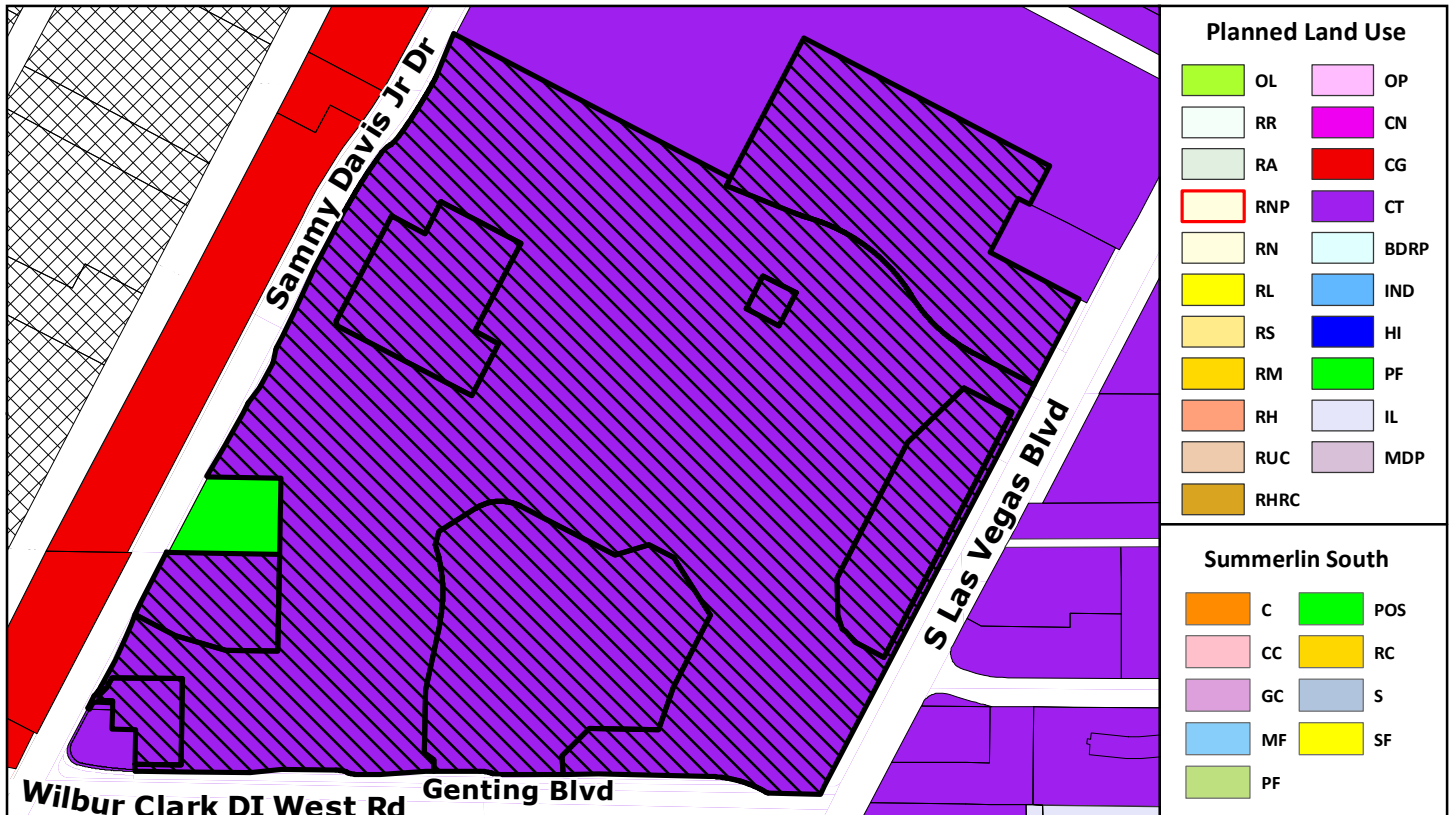 Sammy Davis Jr Dr
S Las Vegas Blvd
Genting Blvd
Wilbur Clark DI West Rd
Planned Land Use
OL OP
RR CN
RA CG
RNP CT
RN BDRP
RL IND
RS HI
RM PF
RH IL
RUC MDP
RHRC
Summerlin South
C POS
CC RC
GC S
MF SF
PF